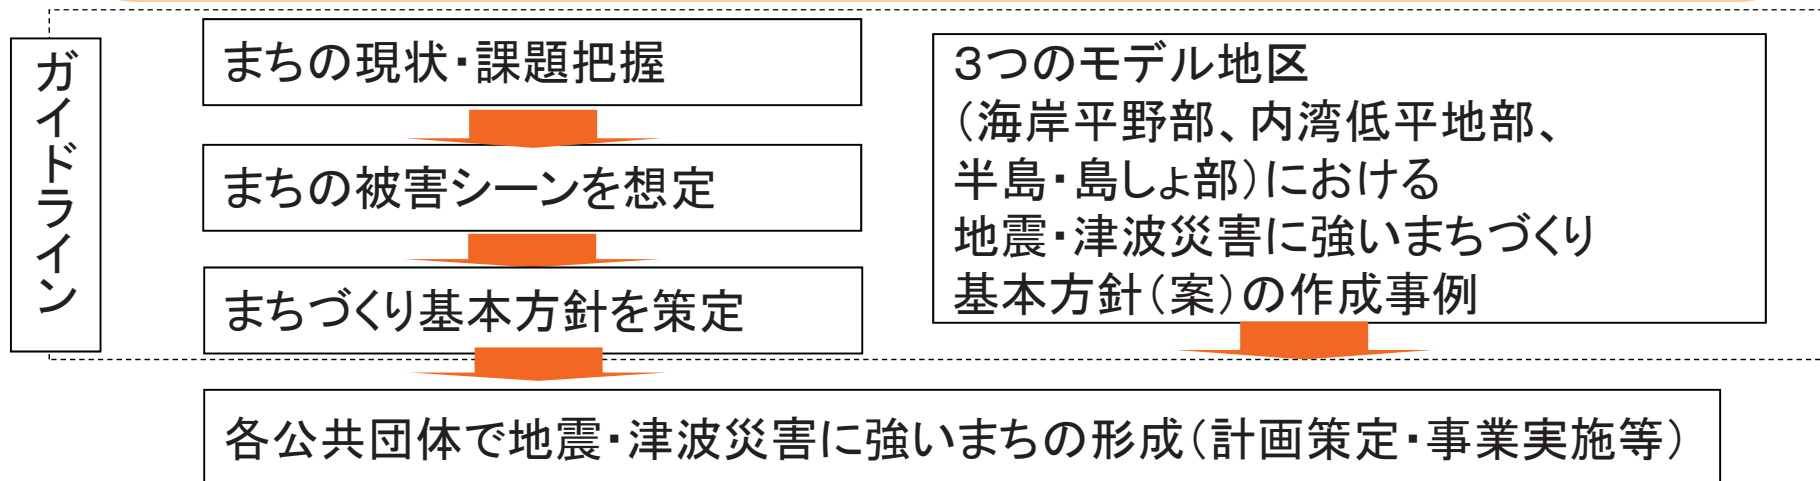 ガイドライン
まちの現状・課題把握
まちの被害シーンを想定
まちづくり基本方針を策定
3つのモデル地区
（海岸平野部、内湾低平地部、
半島・島しょ部）における
地震・津波災害に強いまちづくり
基本方針（案）の作成事例
各公共団体で地震・津波災害に強いまちの形成（計画策定・事業実施等）